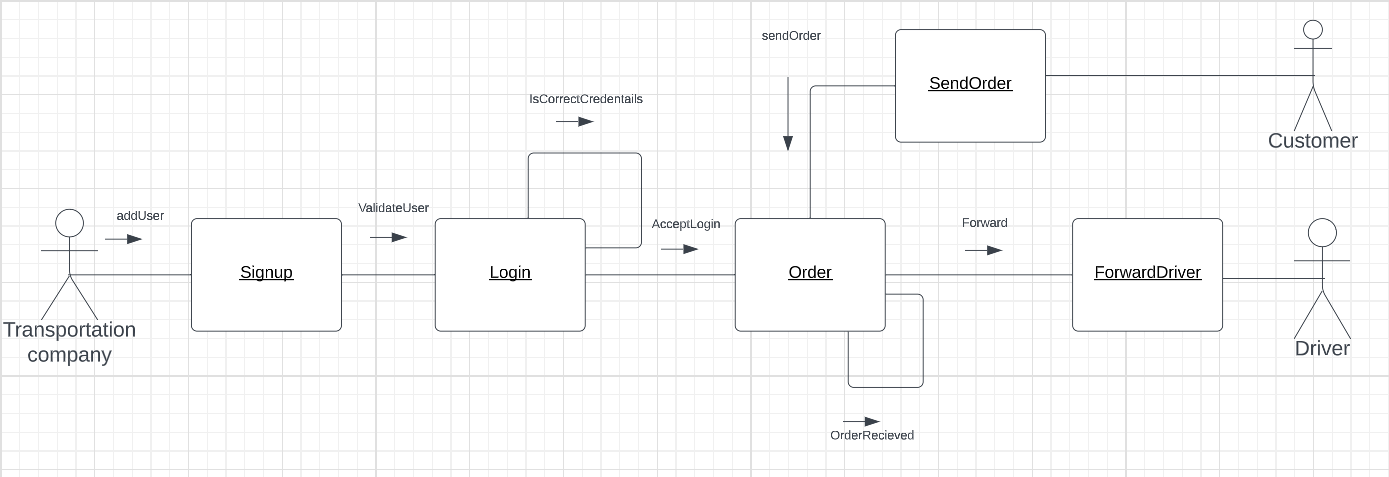 sendOrder
SendOrder
Customer
IsCorrectCredentails
addUser
ValidateUser
AcceptLogin
Forward
Signup
Login
Order
ForwardDriver
Transportation
company
Driver
OrderRecieved